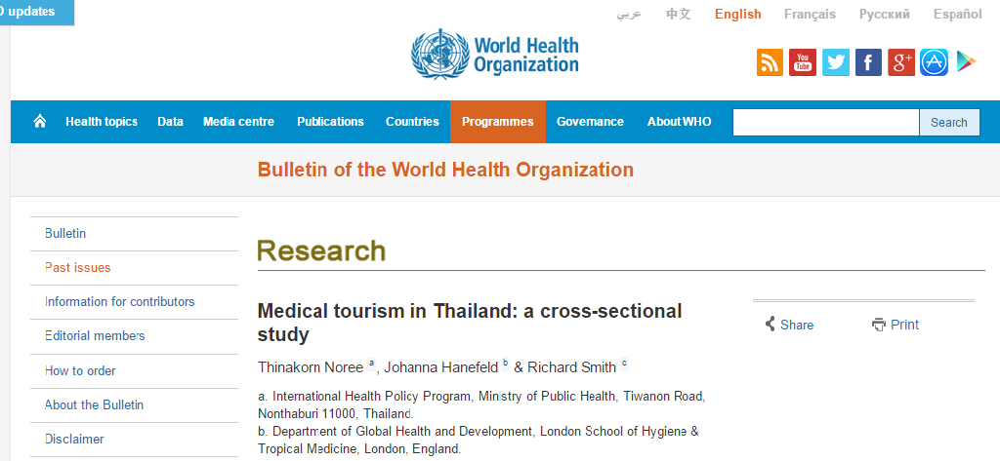 O updates
عربي 中文 English Français Русский Español
World Health
Organization
You
Tube
g+
Health topics Data Media centre Publications Countries Programmes Governance About WHO Search
Bulletin of the World Health Organization
Bulletin
Past issues
Information for contributors
Editorial members
How to order
About the Bulletin
Disclaimer
Research
Medical tourism in Thailand: a cross-sectional
study
Thinakorn Noree a, Johanna Hanefeld b & Richard Smith c
a. International Health Policy Program, Ministry of Public Health, Tiwanon Road,
Nonthaburi 11000, Thailand.
b. Department of Global Health and Development, London School of Hygiene &
Tropical Medicine, London, England.
Share Print